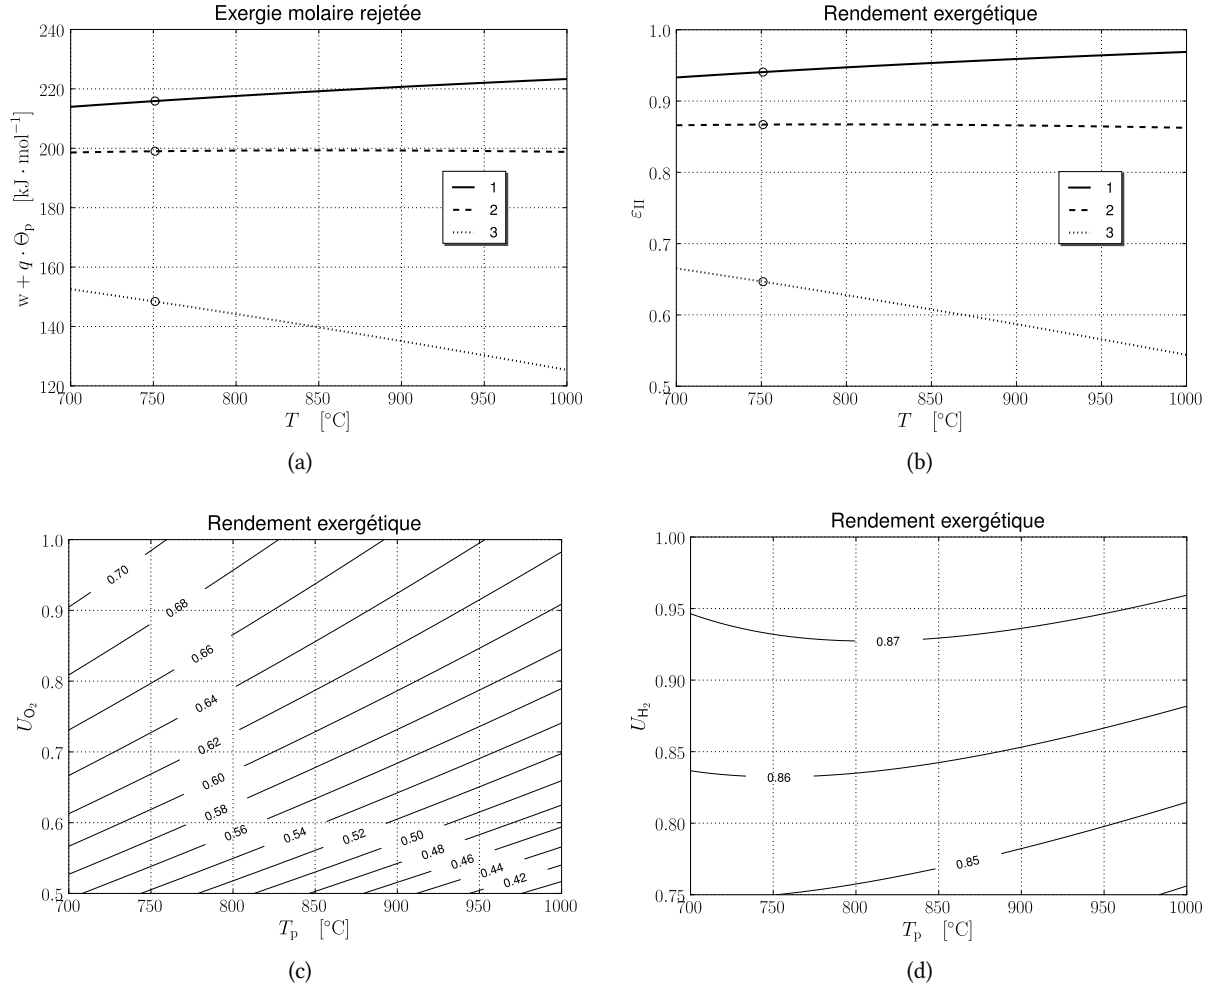 Exergie molaire rejetée
240
220
200
180
160
140
120
700 750 800 850 900 950 1000
T [°C]
w + q · Θp [kJ · mol⁻¹]
1
2
3
(a)
Rendement exergétique
1.0
0.9
0.8
0.7
0.6
0.5
700 750 800 850 900 950 1000
T [°C]
εII
1
2
3
(b)
Rendement exergétique
1.0
0.9
0.8
0.7
0.6
0.5
700 750 800 850 900 950 1000
Tp [°C]
UO2
0.70
0.68
0.66
0.64
0.62
0.60
0.58
0.56
0.54
0.52
0.50
0.48
0.46
0.44
0.42
(c)
Rendement exergétique
1.00
0.95
0.90
0.85
0.80
0.75
700 750 800 850 900 950 1000
Tp [°C]
UH2
0.87
0.86
0.85
(d)